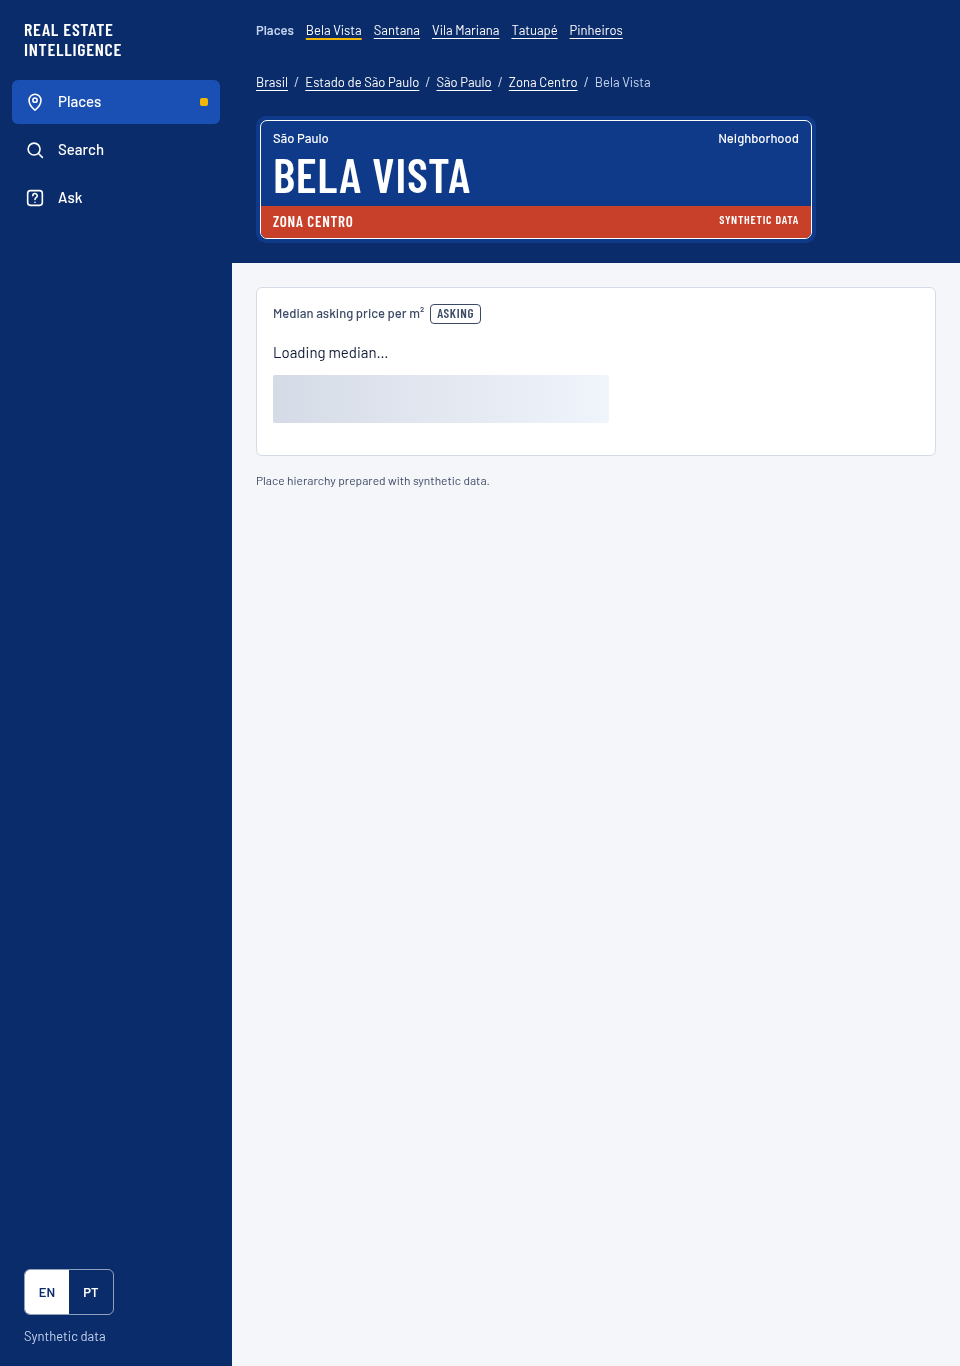 REAL ESTATE
INTELLIGENCE
Places
Search
Ask
EN PT
Synthetic data
Places Bela Vista Santana Vila Mariana Tatuapé Pinheiros
Brasil / Estado de São Paulo / São Paulo / Zona Centro / Bela Vista
São Paulo Neighborhood
BELA VISTA
ZONA CENTRO SYNTHETIC DATA
Median asking price per m² ASKING
Loading median…
Place hierarchy prepared with synthetic data.